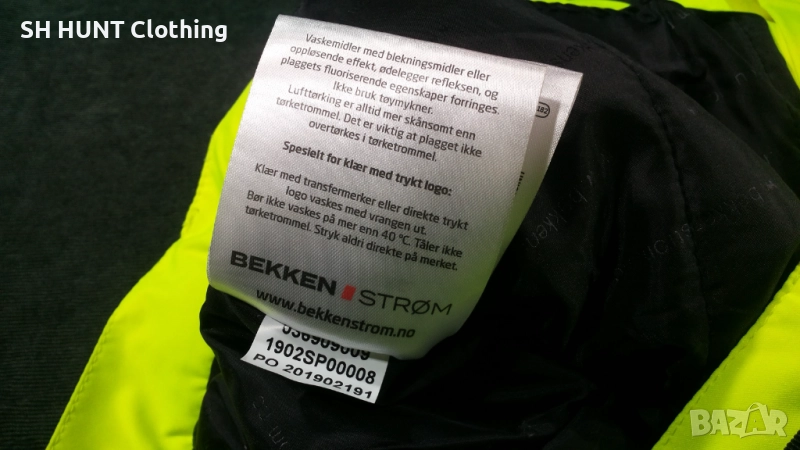 SH HUNT Clothing
Vaskemidler med blekningsmidler eller
oppløsende effekt, ødelegger refleksen, og
plaggets fluoriserende egenskaper forringes.
Ikke bruk tøymykner.
Lufttørking er alltid mer skånsomt enn
tørketrommel. Det er viktig at plagget ikke
overtørkes i tørketrommel.
Spesielt for klær med trykt logo:
Klær med transfermerker eller direkte trykt
logo vaskes med vrangen ut.
Bør ikke vaskes på mer enn 40 °C. Tåler ikke
tørketrommel. Stryk aldri direkte på merket.
BEKKEN STRØM
www.bekkenstrom.no
036909009
1902SP00008
PO 201902191
BAZAR